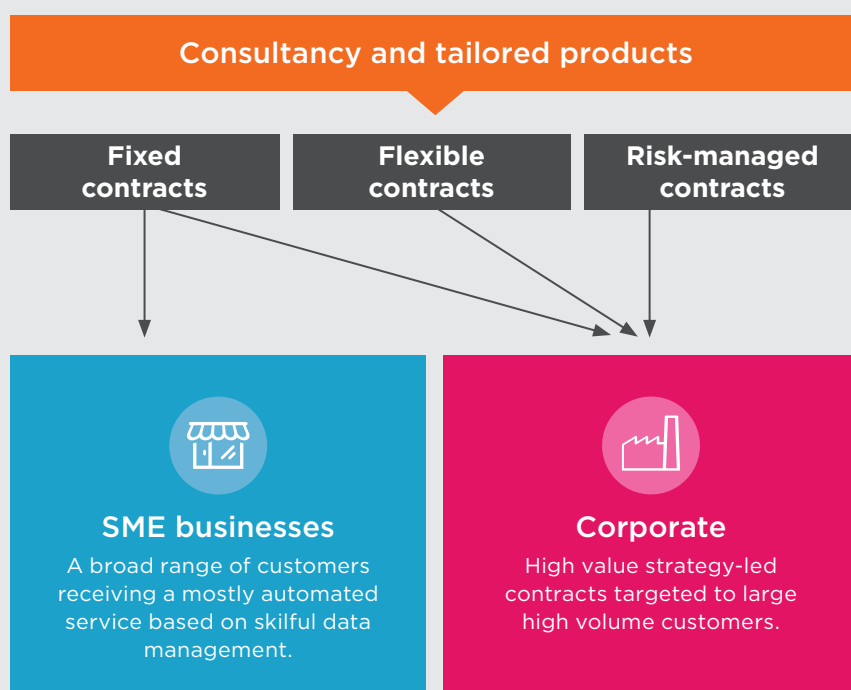 Consultancy and tailored products
Fixed
contracts
Flexible
contracts
Risk-managed
contracts
SME businesses
A broad range of customers
receiving a mostly automated
service based on skilful data
management.
Corporate
High value strategy-led
contracts targeted to large
high volume customers.